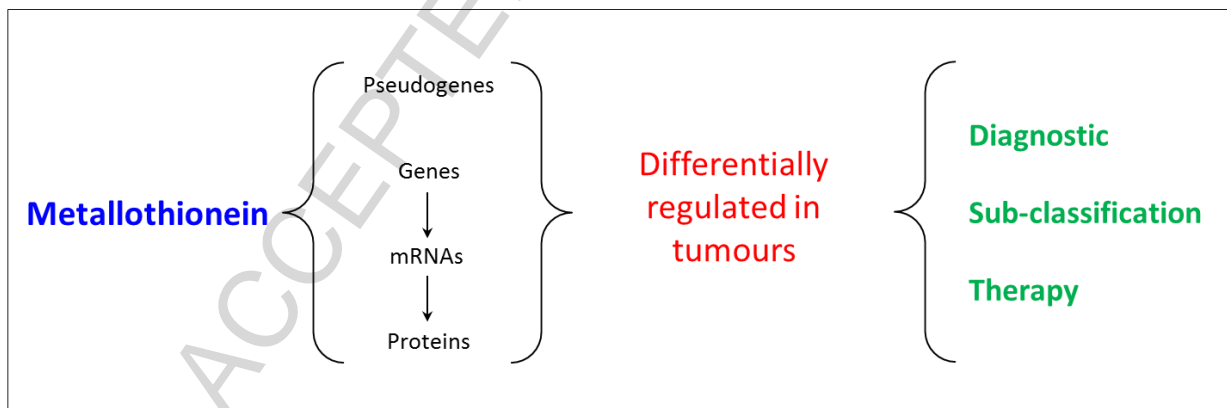 Metallothionein
Pseudogenes
Genes
mRNAs
Proteins
Differentially
regulated in
tumours
Diagnostic
Sub-classification
Therapy
ACCEPTE